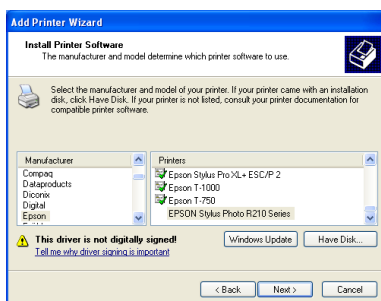 Add Printer Wizard
Install Printer Software
The manufacturer and model determine which printer software to use.
Select the manufacturer and model of your printer. If your printer came with an installation
disk, click Have Disk. If your printer is not listed, consult your printer documentation for
compatible printer software.
Manufacturer
Compaq
Dataproducts
Diconix
Digital
Epson
Printers
Epson Stylus Pro XL+ ESC/P 2
Epson T-1000
Epson T-750
EPSON Stylus Photo R210 Series
This driver is not digitally signed!
Tell me why driver signing is important
Windows Update
Have Disk...
< Back
Next >
Cancel